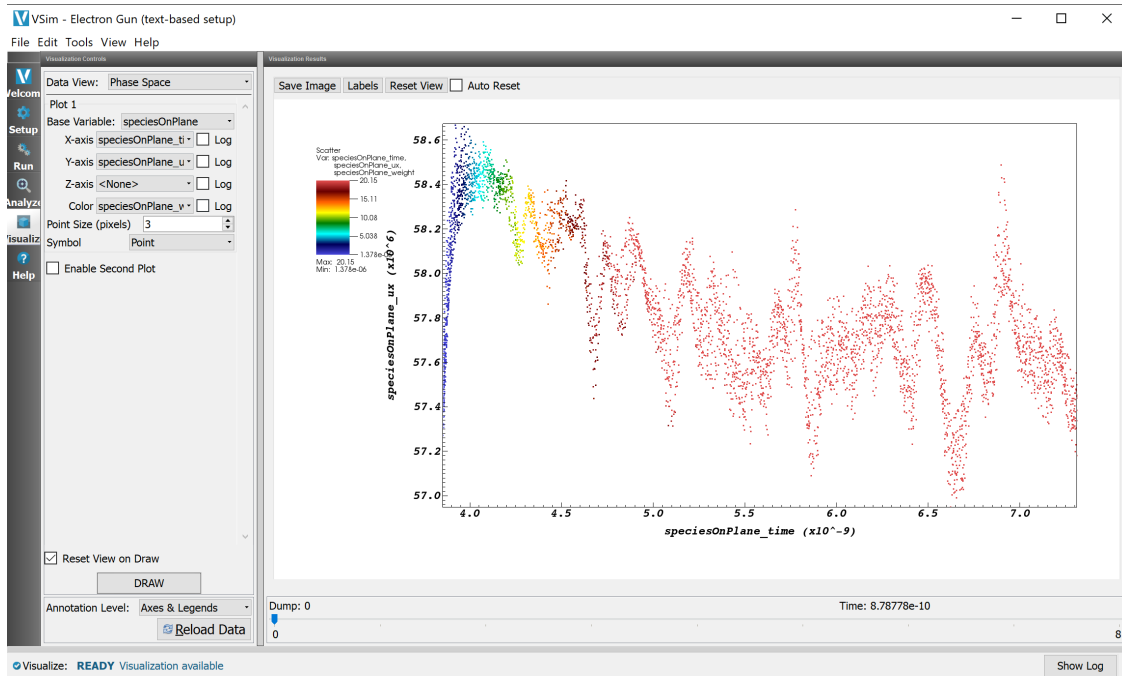 VSim - Electron Gun (text-based setup)
File Edit Tools View Help
Visualization Controls
Visualization Results
Welcom
Setup
Run
Analyze
Visualiz
Help
Data View: Phase Space
Plot 1
Base Variable: speciesOnPlane
X-axis speciesOnPlane_ti Log
Y-axis speciesOnPlane_u Log
Z-axis <None> Log
Color speciesOnPlane_w Log
Point Size (pixels) 3
Symbol Point
Enable Second Plot
Reset View on Draw
DRAW
Annotation Level: Axes & Legends
Reload Data
Save Image Labels Reset View Auto Reset
Scatter
Var: speciesOnPlane_time,
speciesOnPlane_ux,
speciesOnPlane_weight
20.15
15.11
10.08
5.038
1.378e-0
Max: 20.15
Min: 1.378e-06
speciesOnPlane_ux (x10^6)
58.6
58.4
58.2
58.0
57.8
57.6
57.4
57.2
57.0
4.0 4.5 5.0 5.5 6.0 6.5 7.0
speciesOnPlane_time (x10^-9)
Dump: 0 Time: 8.78778e-10
0 8
Visualize: READY Visualization available
Show Log